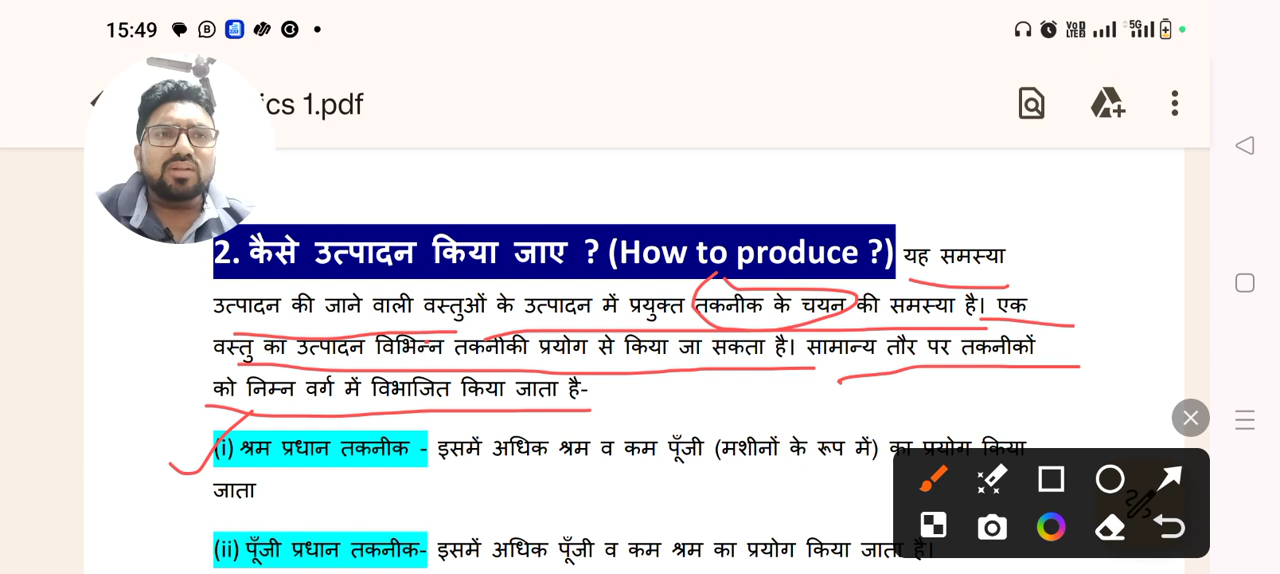 15:49
5G
ics 1.pdf
2. कैसे उत्पादन किया जाए ? (How to produce ?) यह समस्या
उत्पादन की जाने वाली वस्तुओं के उत्पादन में प्रयुक्त तकनीक के चयन की समस्या है। एक
वस्तु का उत्पादन विभिन्न तकनीकी प्रयोग से किया जा सकता है। सामान्य तौर पर तकनीकों
को निम्न वर्ग में विभाजित किया जाता है-
(i) श्रम प्रधान तकनीक - इसमें अधिक श्रम व कम पूँजी (मशीनों के रूप में) का प्रयोग किया
जाता
(ii) पूँजी प्रधान तकनीक- इसमें अधिक पूँजी व कम श्रम का प्रयोग किया जाता है।